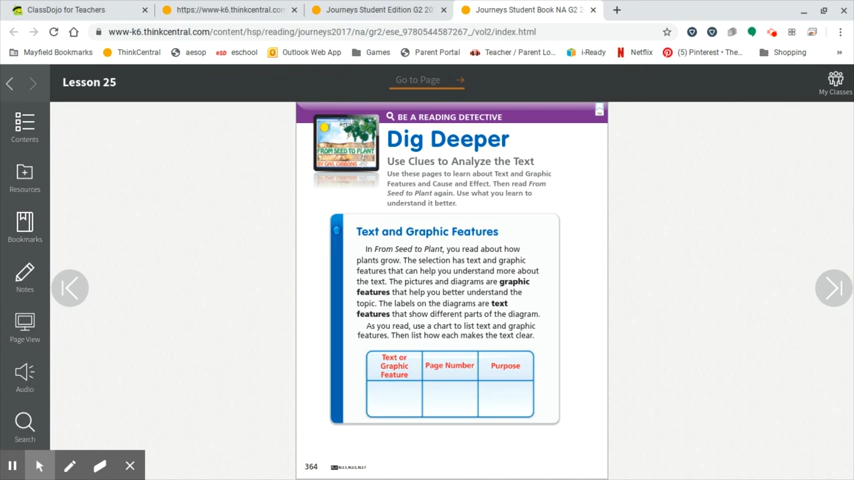 ClassDojo for Teachers
https://www-k6.thinkcentral.com/
Journeys Student Edition G2 20
Journeys Student Book NA G2 2
https://www-k6.thinkcentral.com/content/hsp/reading/journeys2017/na/gr2/ese_9780544587267_/vol2/index.html
Mayfield Bookmarks
ThinkCentral
aesop
eschool
Outlook Web App
Games
Parent Portal
Teacher / Parent Lo...
i-Ready
Netflix
(5) Pinterest • The...
Shopping
Lesson 25
Go to Page
My Classes
Contents
Resources
Bookmarks
Notes
Page View
Audio
Search
BE A READING DETECTIVE
Dig Deeper
FROM SEED TO PLANT
BY GAIL GIBBONS
Use Clues to Analyze the Text
Use these pages to learn about Text and Graphic
Features and Cause and Effect. Then read From
Seed to Plant again. Use what you learn to
understand it better.
Text and Graphic Features
In From Seed to Plant, you read about how
plants grow. The selection has text and graphic
features that can help you understand more about
the text. The pictures and diagrams are graphic
features that help you better understand the
topic. The labels on the diagrams are text
features that show different parts of the diagram.
As you read, use a chart to list text and graphic
features. Then list how each makes the text clear.
Text or
Graphic
Feature
Page Number
Purpose
364